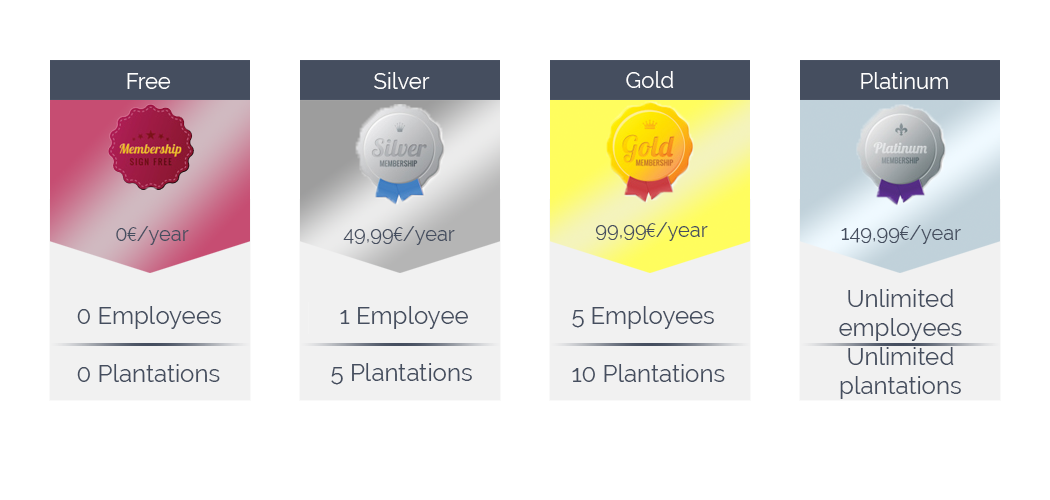 Free
Membership
SIGN FREE
0€/year
0 Employees
0 Plantations
Silver
Silver
MEMBERSHIP
49,99€/year
1 Employee
5 Plantations
Gold
Gold
MEMBERSHIP
99,99€/year
5 Employees
10 Plantations
Platinum
Platinum
MEMBERSHIP
149,99€/year
Unlimited
employees
Unlimited
plantations